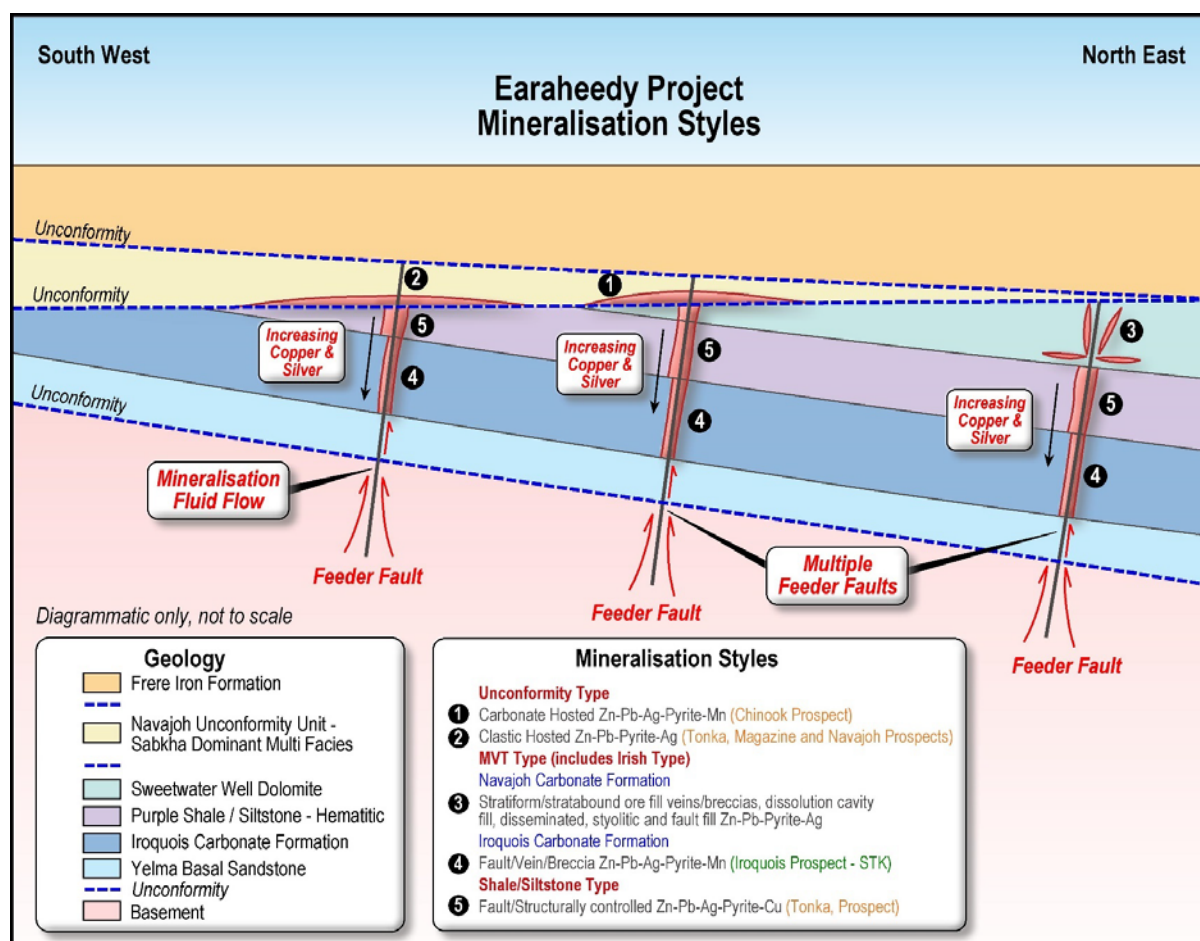 South West
North East
Earaheedy Project
Mineralisation Styles
Unconformity
Unconformity
Unconformity
2
1
3
5
5
5
4
4
4
Increasing
Copper &
Silver
Increasing
Copper &
Silver
Increasing
Copper &
Silver
Mineralisation
Fluid Flow
Multiple
Feeder Faults
Feeder Fault
Feeder Fault
Feeder Fault
Diagrammatic only, not to scale
Geology
Frere Iron Formation
Navajoh Unconformity Unit -
Sabkha Dominant Multi Facies
Sweetwater Well Dolomite
Purple Shale / Siltstone - Hematitic
Iroquois Carbonate Formation
Yelma Basal Sandstone
Unconformity
Basement
Mineralisation Styles
Unconformity Type
1 Carbonate Hosted Zn-Pb-Ag-Pyrite-Mn (Chinook Prospect)
2 Clastic Hosted Zn-Pb-Pyrite-Ag (Tonka, Magazine and Navajoh Prospects)
MVT Type (includes Irish Type)
Navajoh Carbonate Formation
3 Stratiform/stratabound ore fill veins/breccias, dissolution cavity
fill, disseminated, styolitic and fault fill Zn-Pb-Pyrite-Ag
Iroquois Carbonate Formation
4 Fault/Vein/Breccia Zn-Pb-Ag-Pyrite-Mn (Iroquois Prospect - STK)
Shale/Siltstone Type
5 Fault/Structurally controlled Zn-Pb-Ag-Pyrite-Cu (Tonka, Prospect)